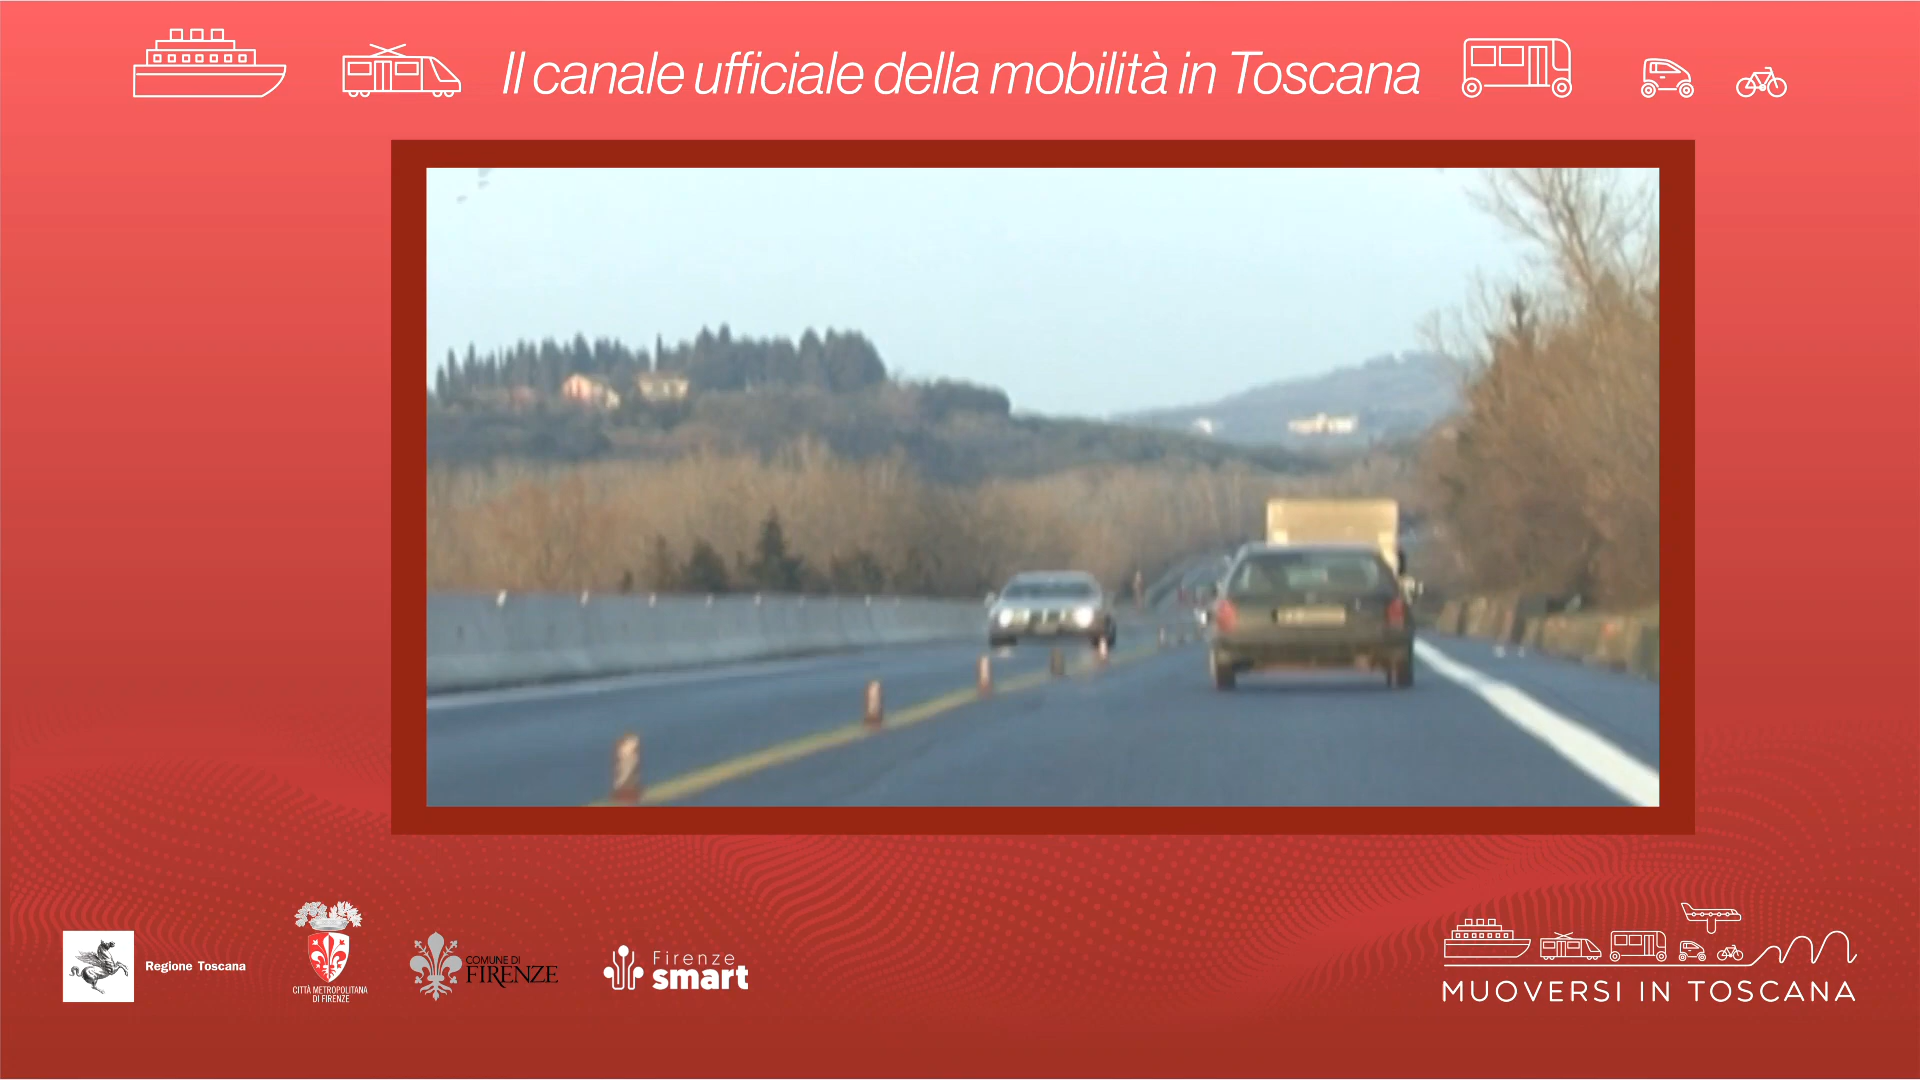 Il canale ufficiale della mobilità in Toscana
Regione Toscana
CITTÀ METROPOLITANA
DI FIRENZE
COMUNE DI
FIRENZE
Firenze
smart
MUOVERSI IN TOSCANA